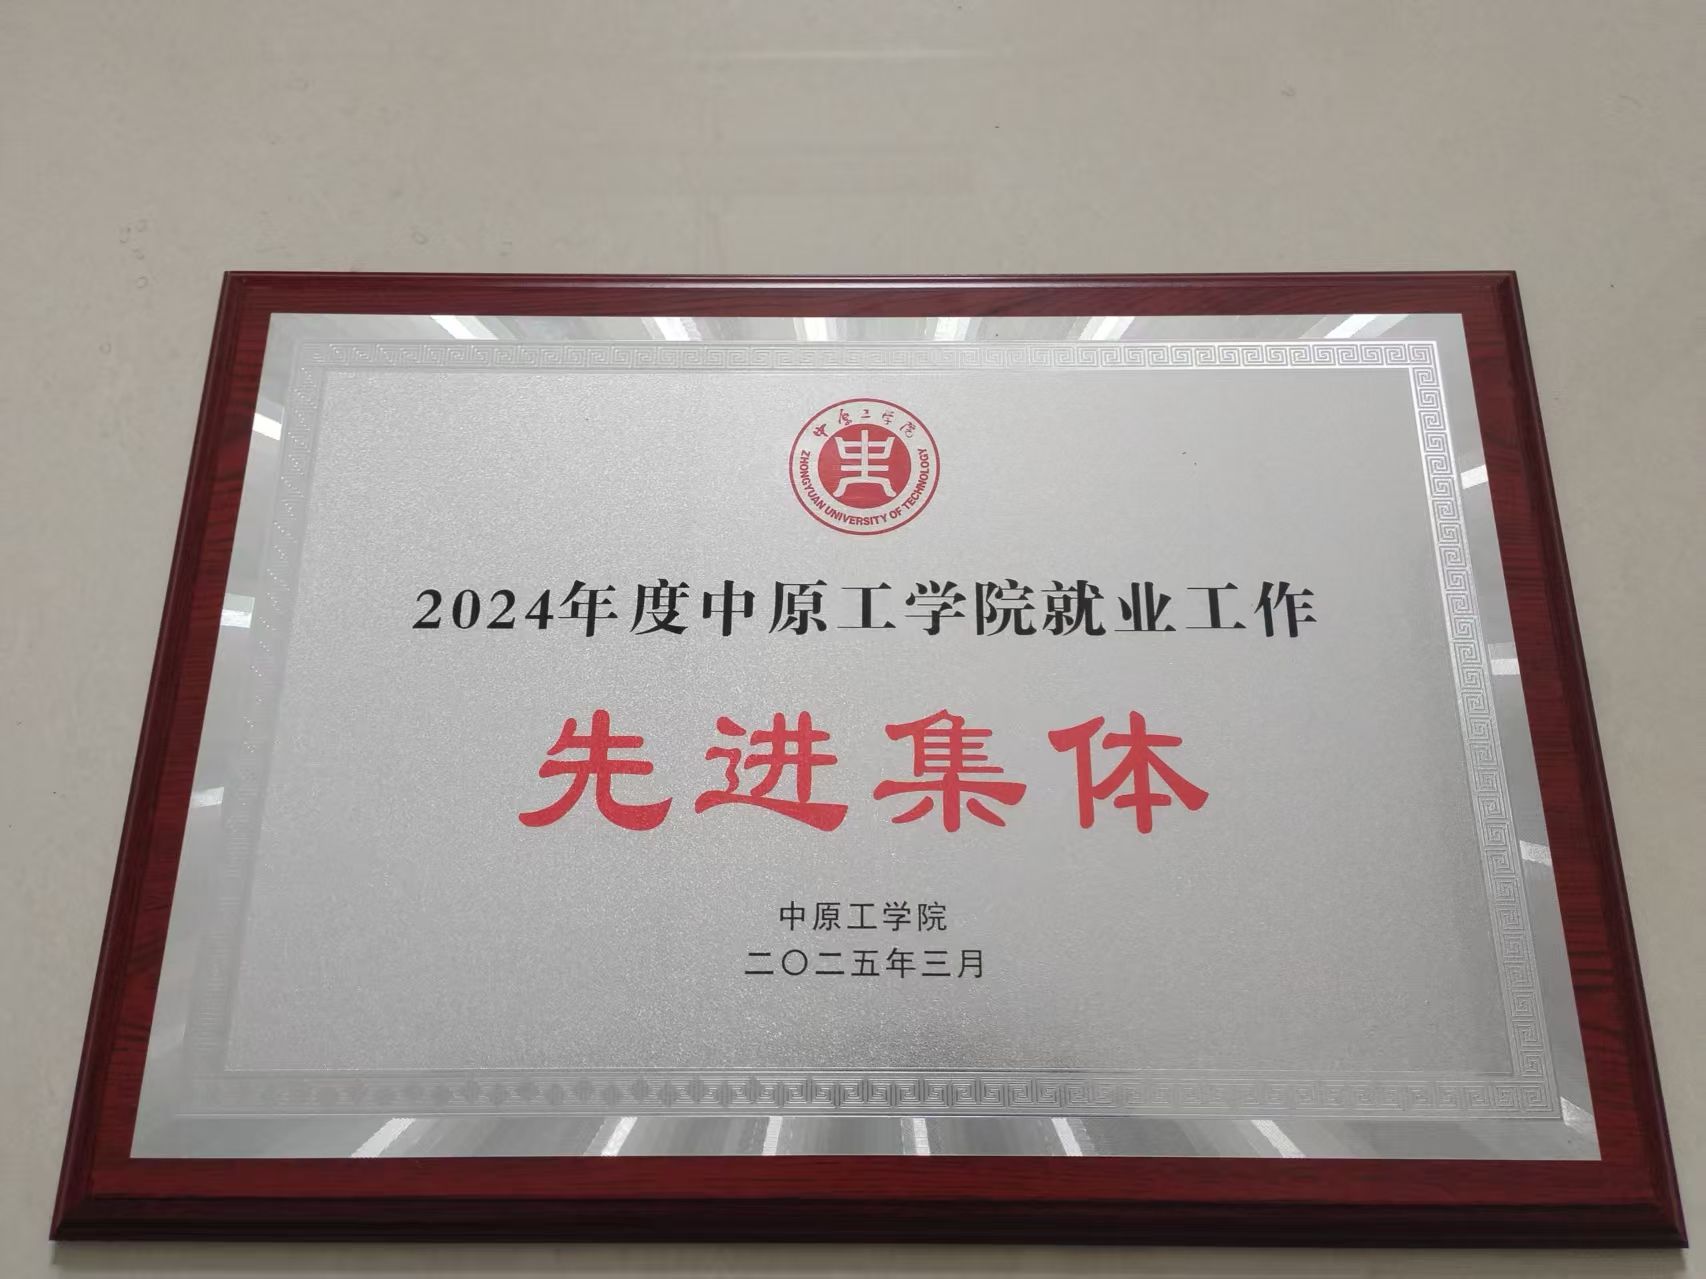 中原工学院
ZHONGYUAN UNIVERSITY OF TECHNOLOGY
2024年度中原工学院就业工作
先进集体
中原工学院
二〇二五年三月